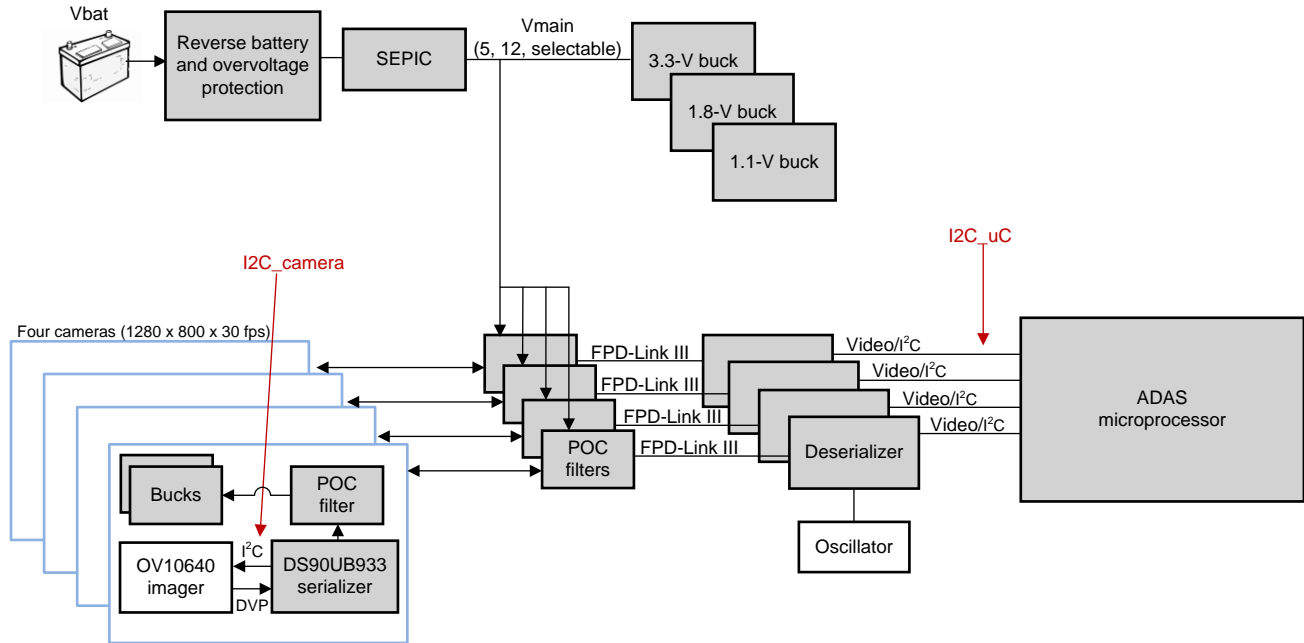 Vbat
Reverse battery
and overvoltage
protection
SEPIC
Vmain
(5, 12, selectable)
3.3-V buck
1.8-V buck
1.1-V buck
I2C_camera
I2C_uC
Four cameras (1280 x 800 x 30 fps)
FPD-Link III
FPD-Link III
FPD-Link III
FPD-Link III
POC
filters
Deserializer
Oscillator
Video/I²C
Video/I²C
Video/I²C
Video/I²C
ADAS
microprocessor
Bucks
POC
filter
I²C
OV10640
imager
DVP
DS90UB933
serializer